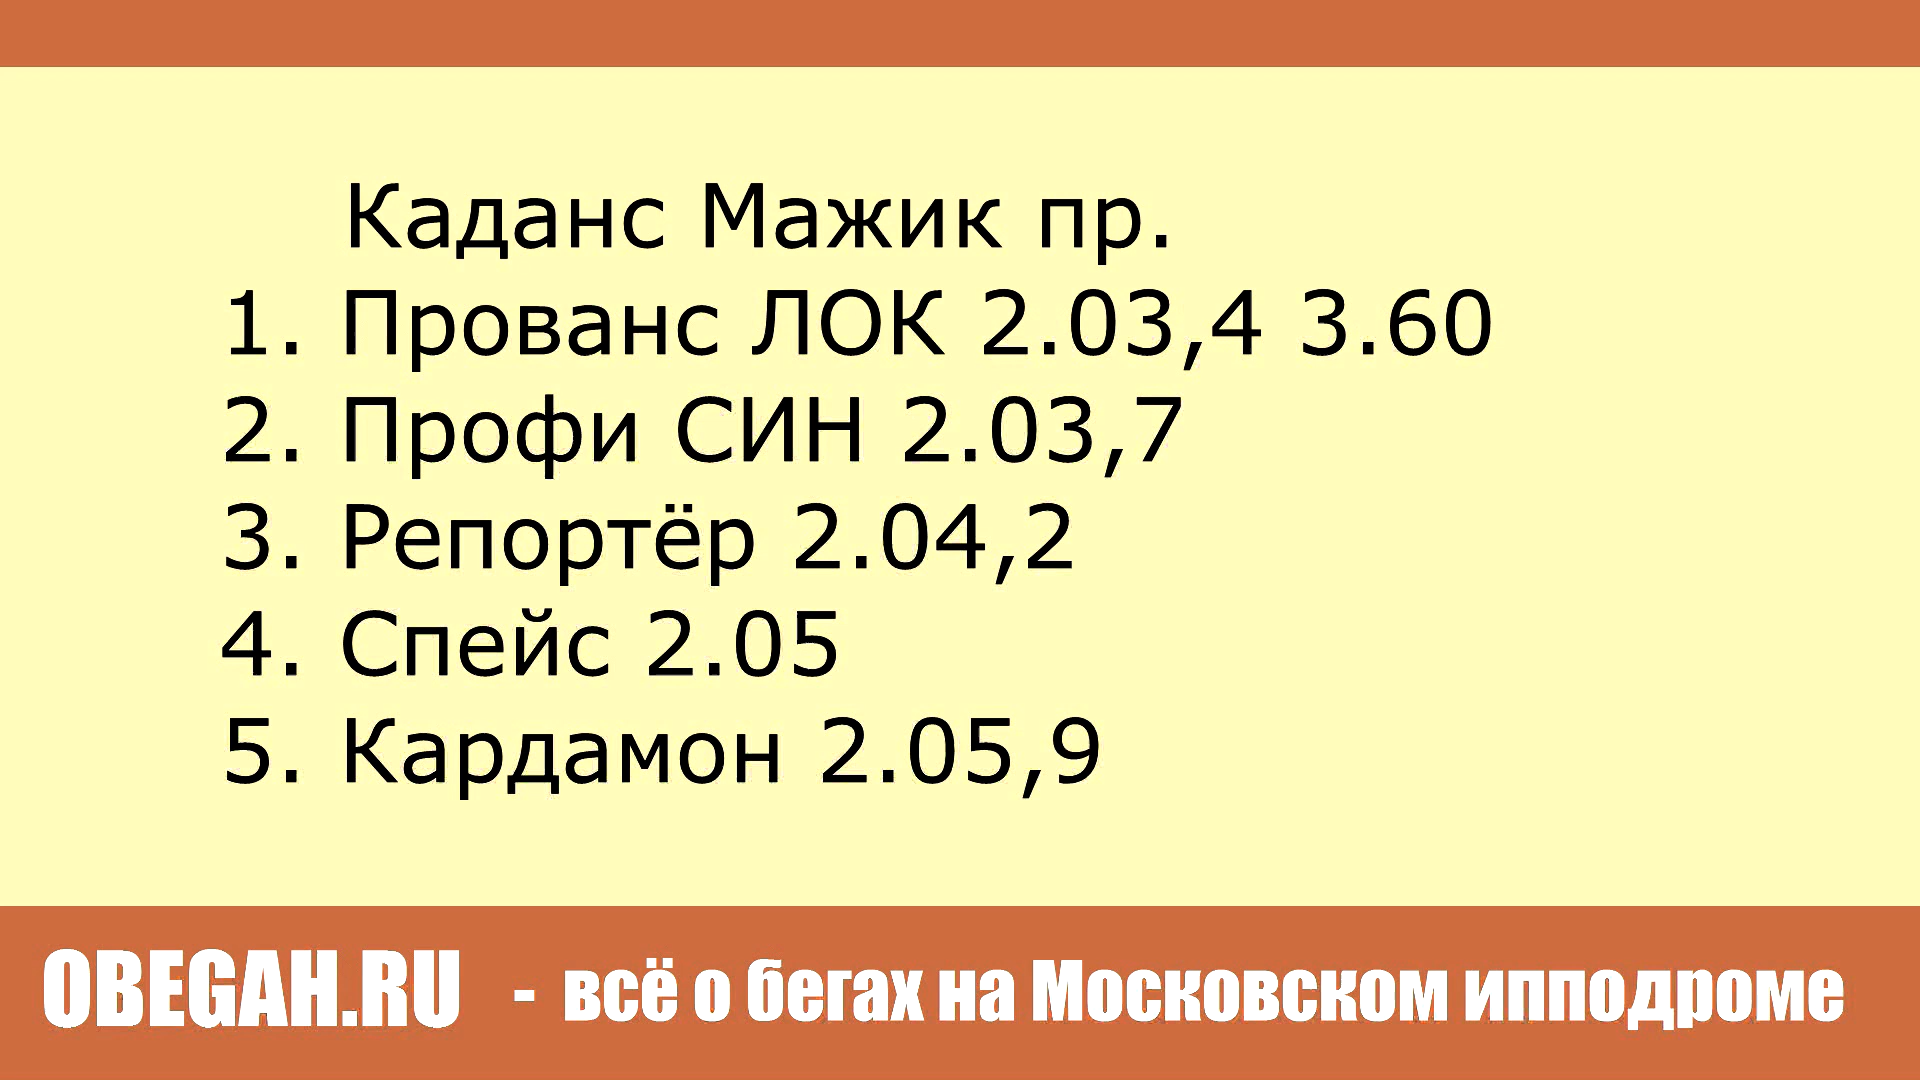 Каданс Мажик пр.
1. Прованс ЛОК 2.03,4 3.60
2. Профи СИН 2.03,7
3. Репортёр 2.04,2
4. Спейс 2.05
5. Кардамон 2.05,9
OBEGAH.RU - всё о бегах на Московском ипподроме